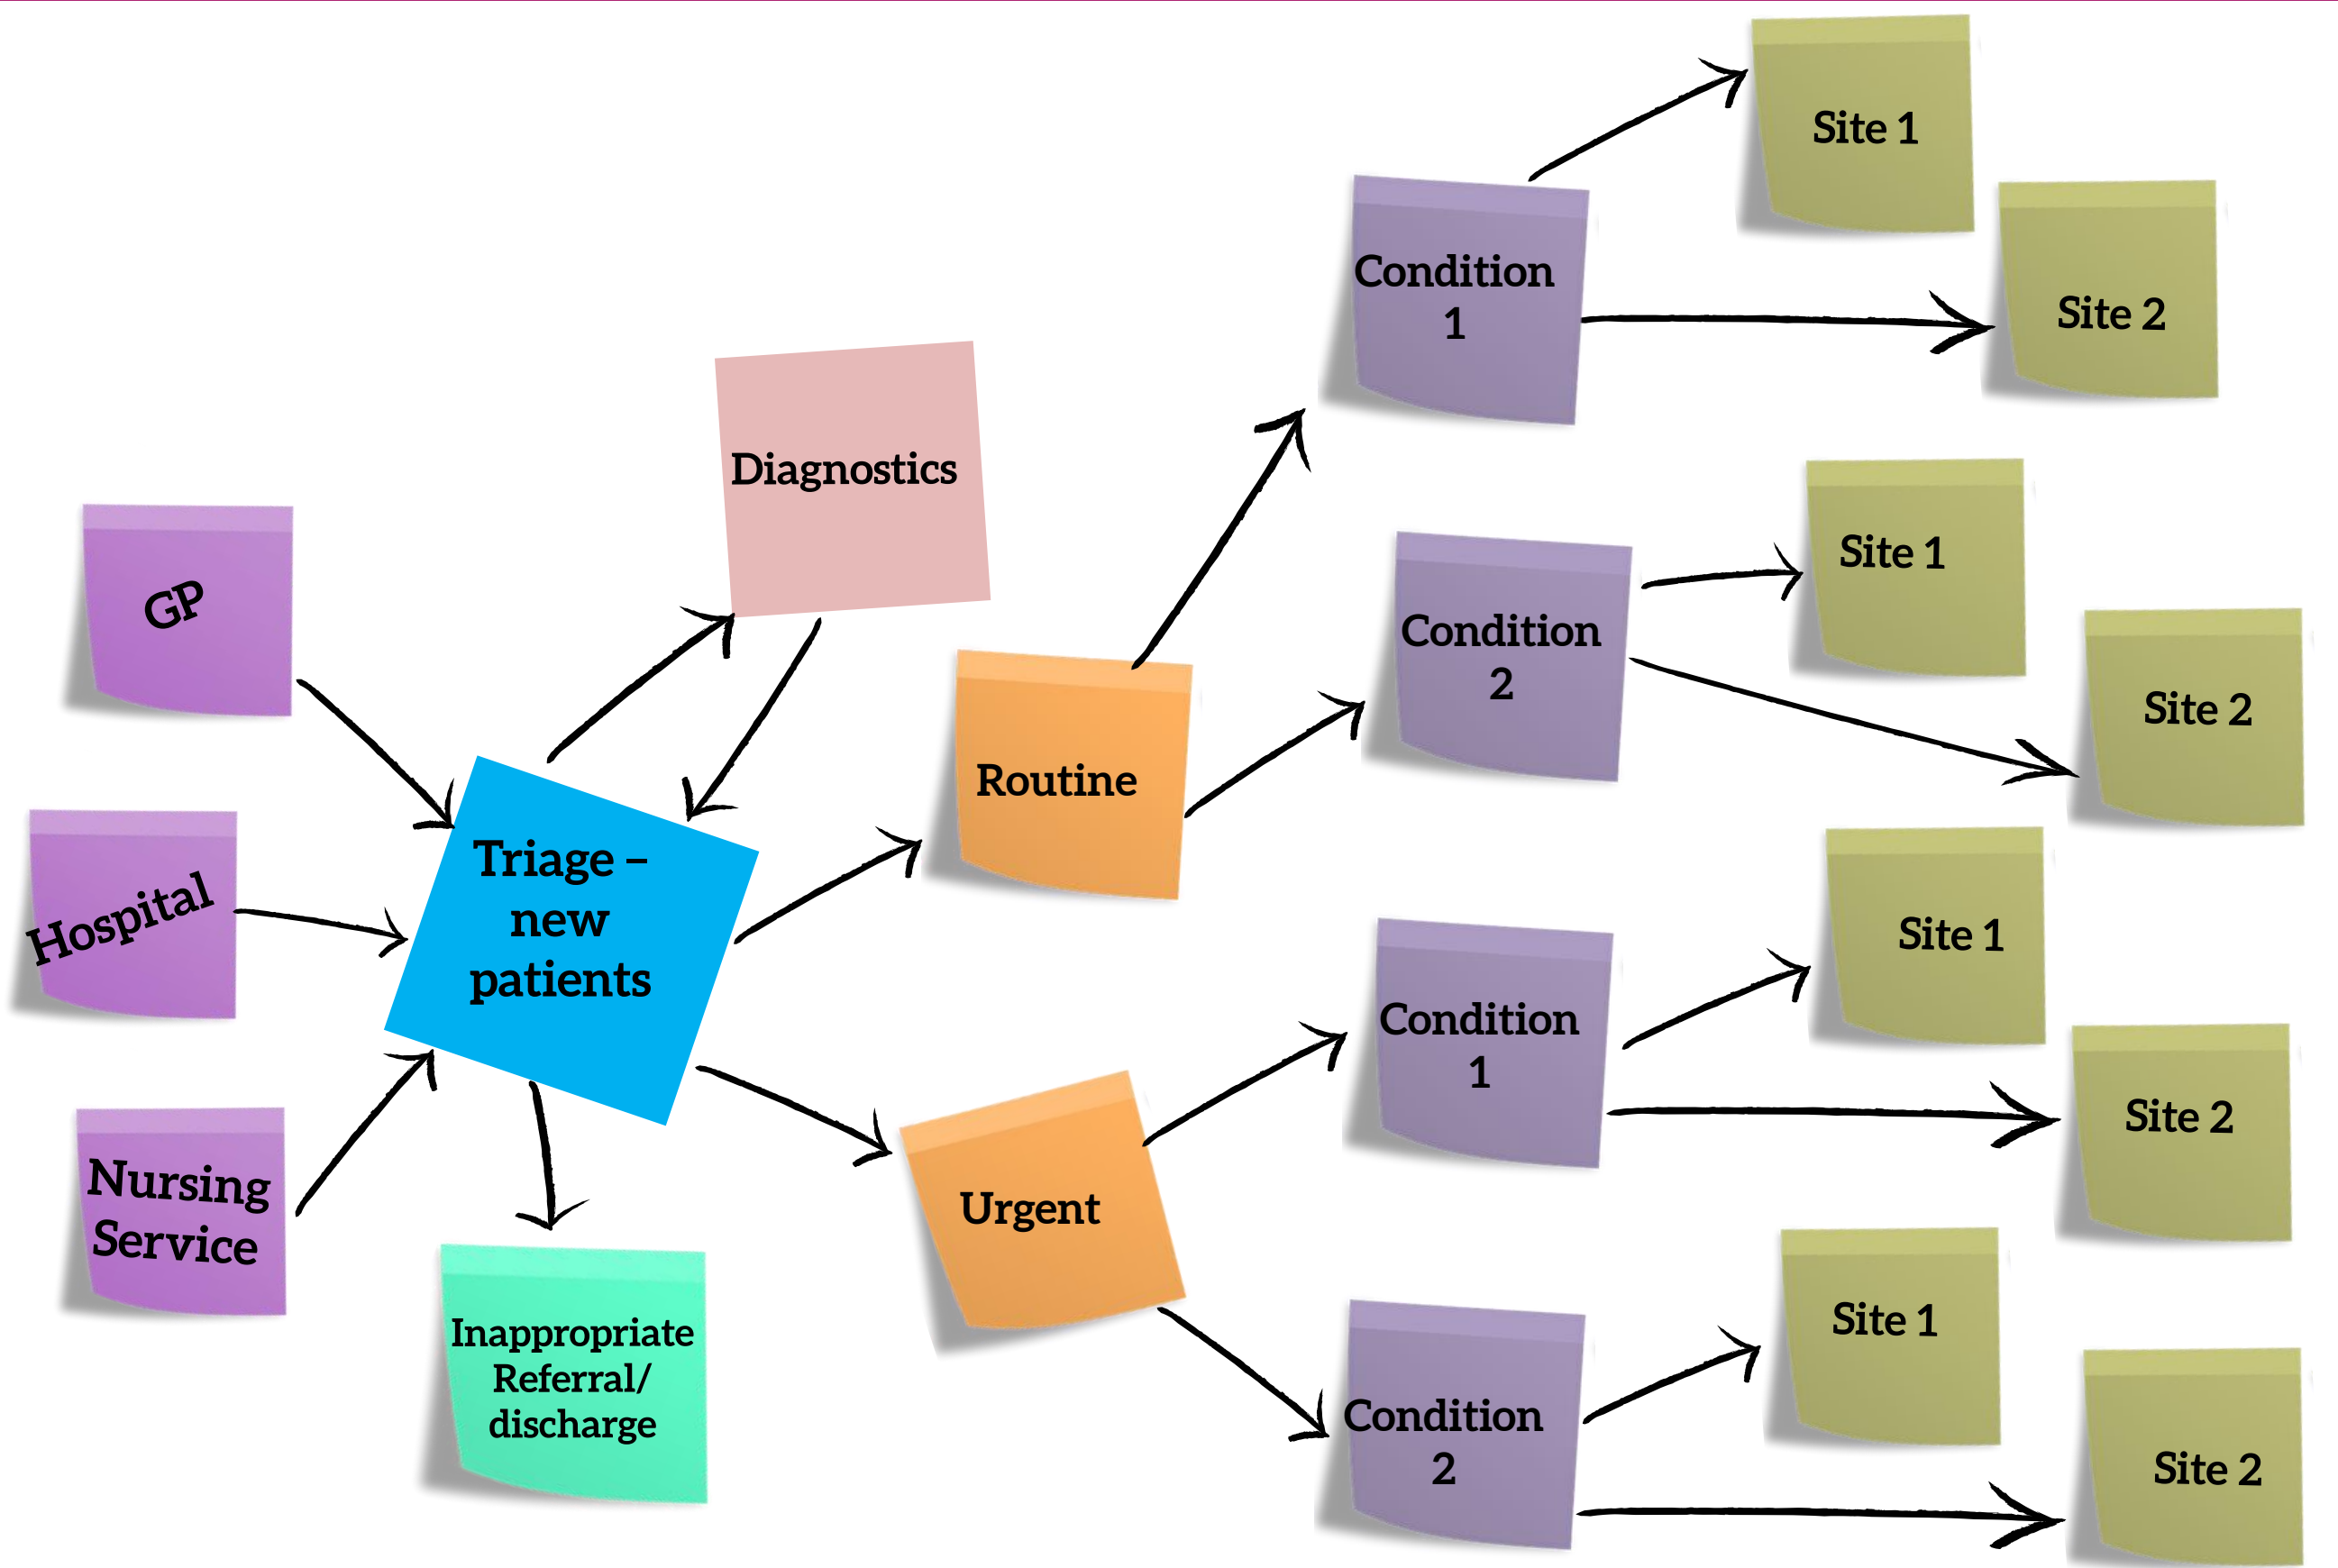 GP
Hospital
Nursing
Service
Triage –
new
patients
Inappropriate
Referral/
discharge
Diagnostics
Routine
Urgent
Condition
1
Site 1
Site 2
Condition
2
Site 1
Site 2
Condition
1
Site 1
Site 2
Condition
2
Site 1
Site 2